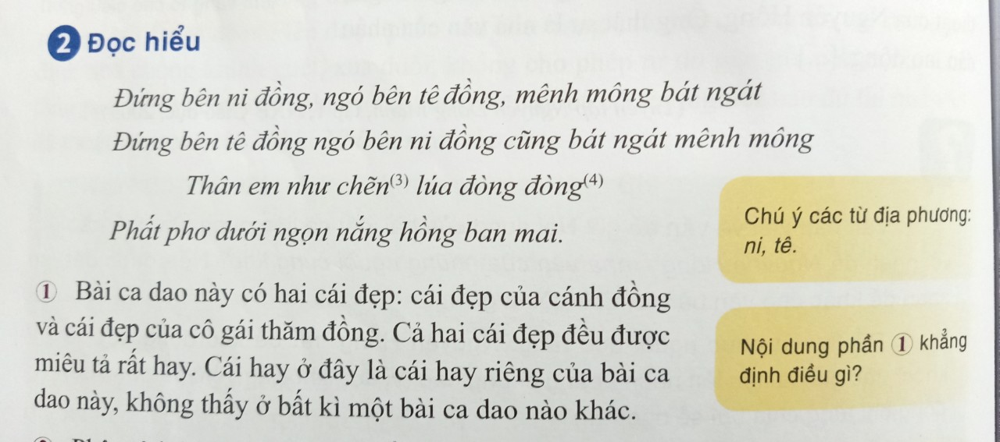 2 Đọc hiểu
Đứng bên ni đồng, ngó bên tê đồng, mênh mông bát ngát
Đứng bên tê đồng ngó bên ni đồng cũng bát ngát mênh mông
Thân em như chẽn(3) lúa đòng đòng(4)
Phất phơ dưới ngọn nắng hồng ban mai.
Chú ý các từ địa phương:
ni, tê.
1 Bài ca dao này có hai cái đẹp: cái đẹp của cánh đồng
và cái đẹp của cô gái thăm đồng. Cả hai cái đẹp đều được
miêu tả rất hay. Cái hay ở đây là cái hay riêng của bài ca
dao này, không thấy ở bất kì một bài ca dao nào khác.
Nội dung phần 1 khẳng
định điều gì?